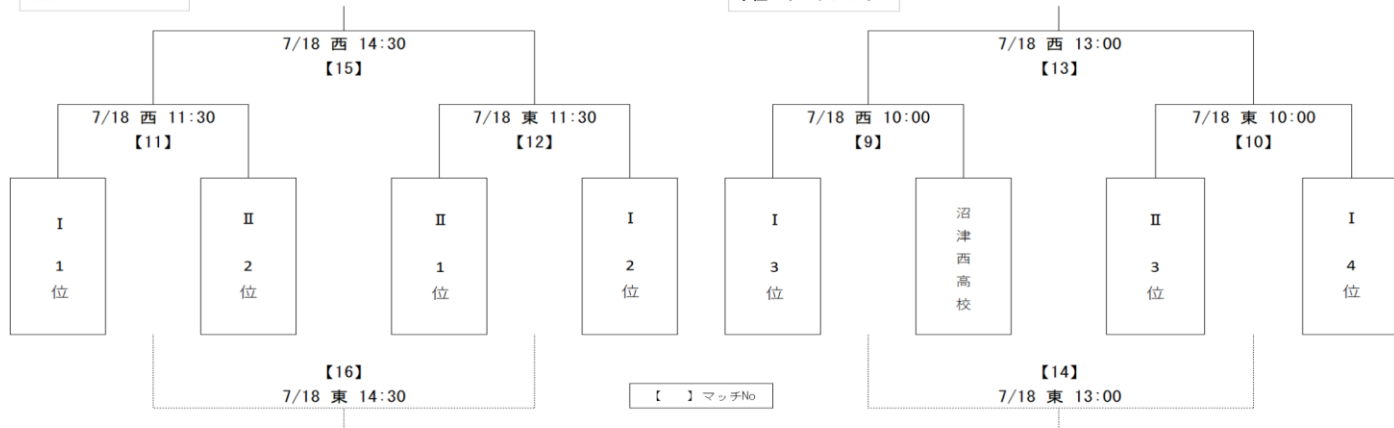 7/18 西 14:30
【15】
7/18 西 13:00
【13】
7/18 西 11:30
【11】
7/18 東 11:30
【12】
7/18 西 10:00
【9】
7/18 東 10:00
【10】
Ⅰ
1
位
Ⅱ
2
位
Ⅱ
1
位
Ⅰ
2
位
Ⅰ
3
位
沼津西高校
Ⅱ
3
位
Ⅰ
4
位
【16】
7/18 東 14:30
【 】マッチNo
【14】
7/18 東 13:00